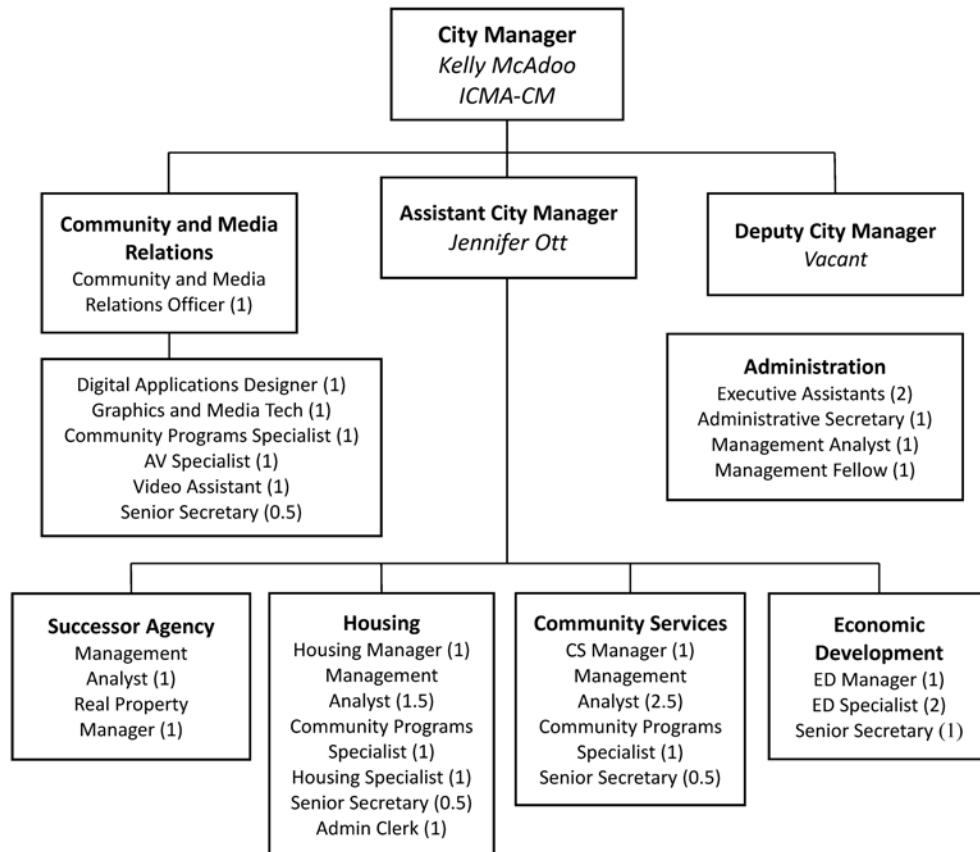 City Manager
Kelly McAdoo
ICMA-CM
Community and Media
Relations
Community and Media
Relations Officer (1)
Assistant City Manager
Jennifer Ott
Deputy City Manager
Vacant
Digital Applications Designer (1)
Graphics and Media Tech (1)
Community Programs Specialist (1)
AV Specialist (1)
Video Assistant (1)
Senior Secretary (0.5)
Administration
Executive Assistants (2)
Administrative Secretary (1)
Management Analyst (1)
Management Fellow (1)
Successor Agency
Management
Analyst (1)
Real Property
Manager (1)
Housing
Housing Manager (1)
Management
Analyst (1.5)
Community Programs
Specialist (1)
Housing Specialist (1)
Senior Secretary (0.5)
Admin Clerk (1)
Community Services
CS Manager (1)
Management
Analyst (2.5)
Community Programs
Specialist (1)
Senior Secretary (0.5)
Economic
Development
ED Manager (1)
ED Specialist (2)
Senior Secretary (1)